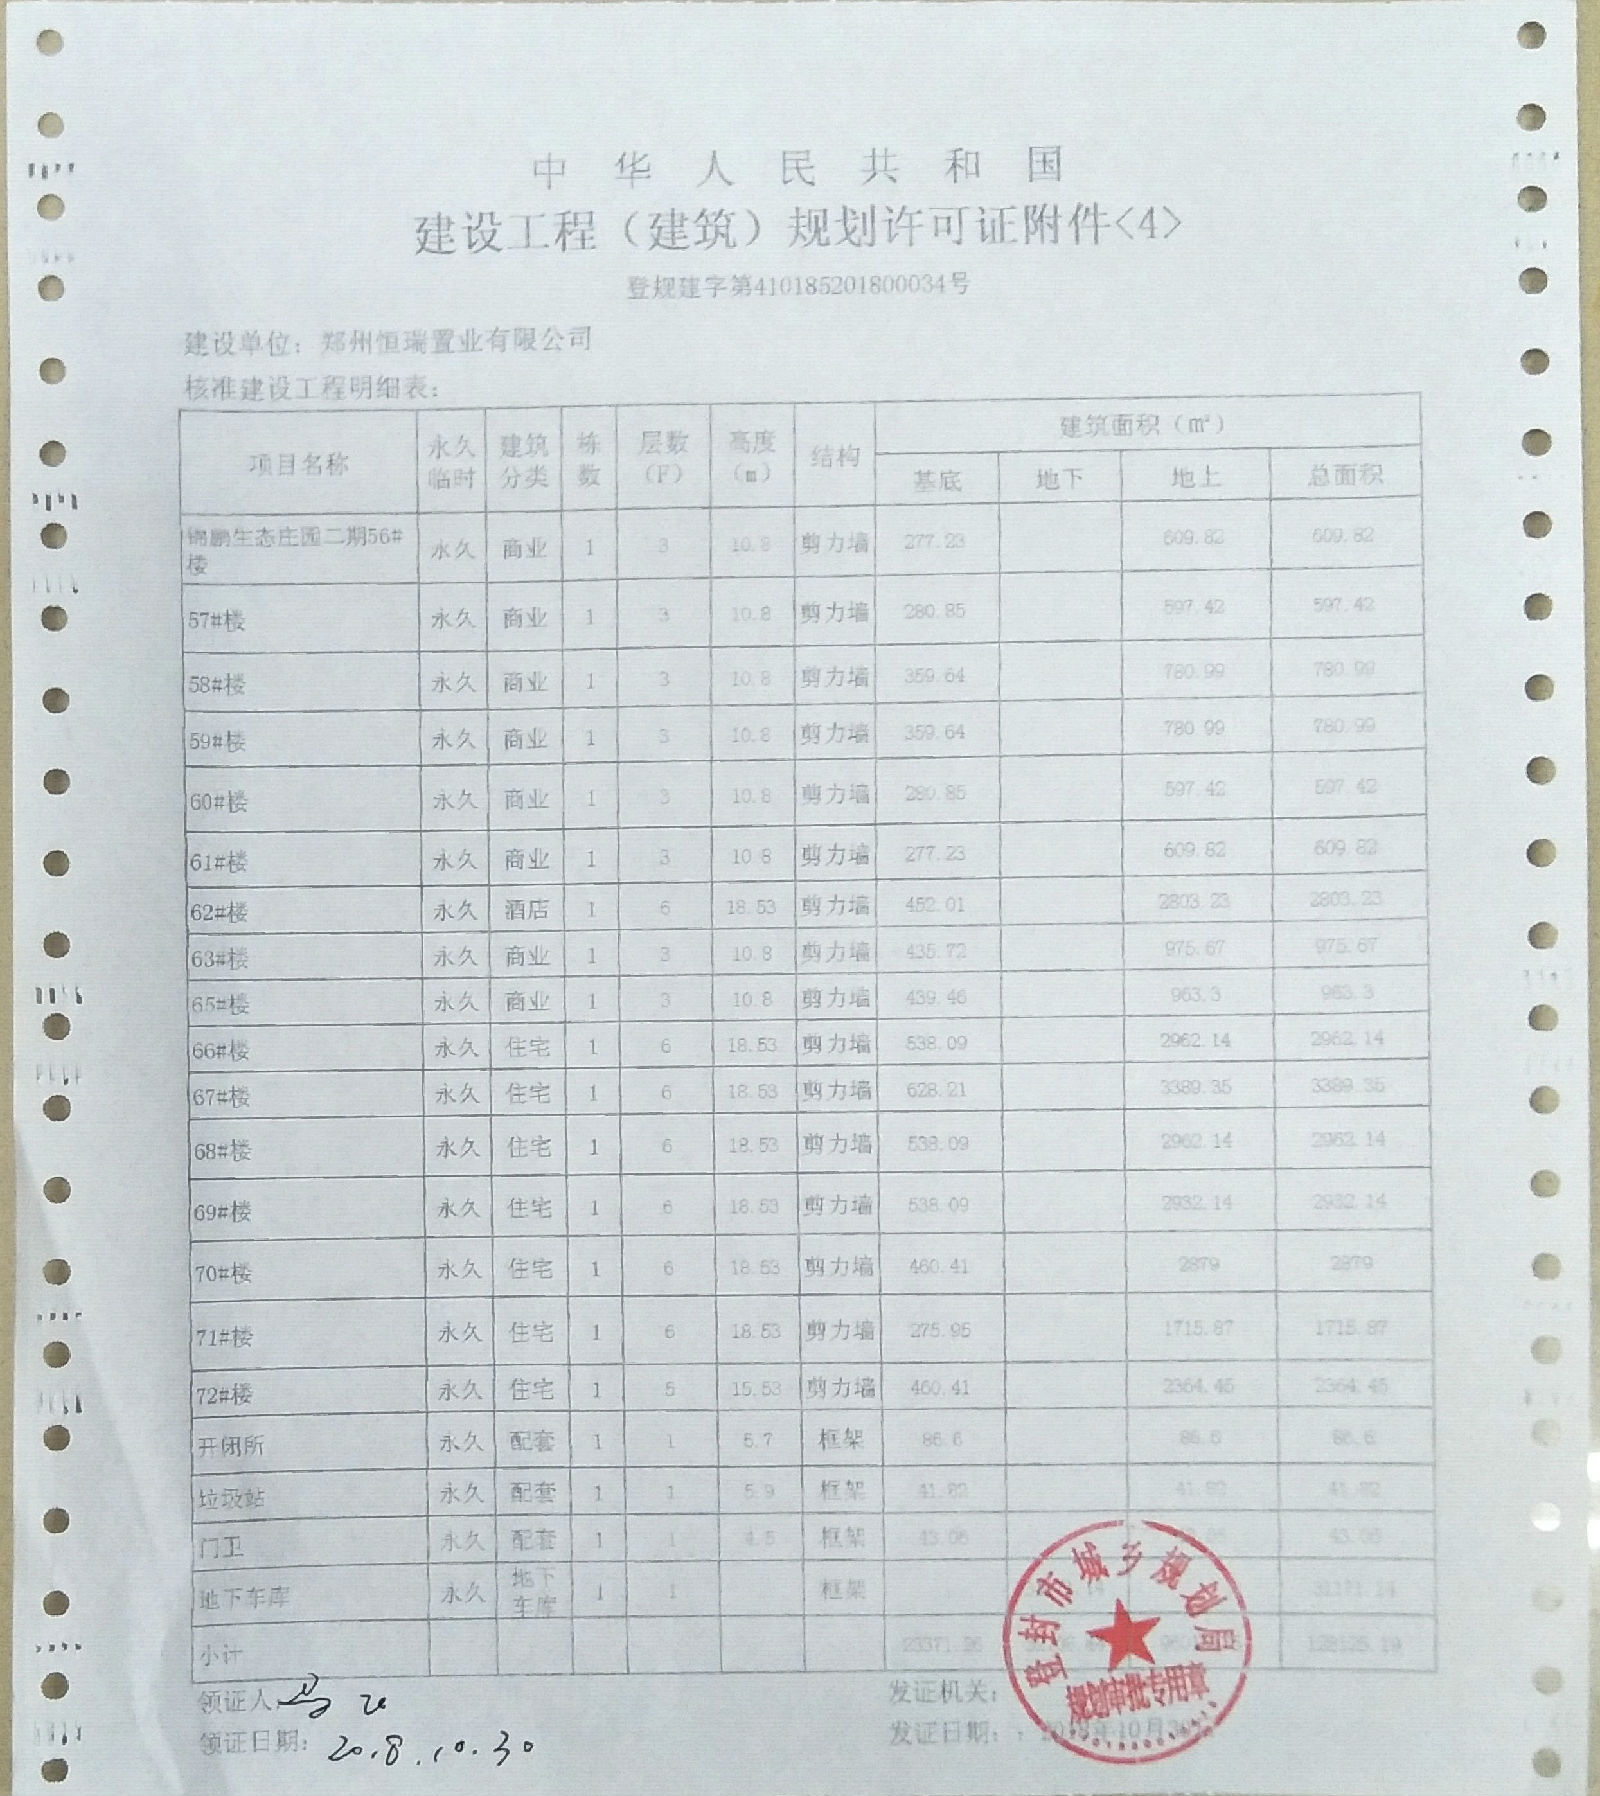 中华人民共和国
建设工程（建筑）规划许可证附件<4>
登规建字第410185201800034号
建设单位：郑州恒瑞置业有限公司
核准建设工程明细表：
项目名称 永久临时 建筑分类 栋数 层数（F） 高度（m） 结构 建筑面积（㎡）
基底 地下 地上 总面积
锦鹏生态庄园二期56#楼 永久 商业 1 3 10.8 剪力墙 277.23 609.82 609.82
57#楼 永久 商业 1 3 10.8 剪力墙 280.85 597.42 597.42
58#楼 永久 商业 1 3 10.8 剪力墙 359.64 780.99 780.99
59#楼 永久 商业 1 3 10.8 剪力墙 359.64 780.99 780.99
60#楼 永久 商业 1 3 10.8 剪力墙 280.85 597.42 597.42
61#楼 永久 商业 1 3 10.8 剪力墙 277.23 609.82 609.82
62#楼 永久 酒店 1 6 18.53 剪力墙 452.01 2803.23 2803.23
63#楼 永久 商业 1 3 10.8 剪力墙 435.72 975.67 975.67
65#楼 永久 商业 1 3 10.8 剪力墙 439.46 963.3 963.3
66#楼 永久 住宅 1 6 18.53 剪力墙 538.09 2962.14 2962.14
67#楼 永久 住宅 1 6 18.53 剪力墙 628.21 3389.35 3389.35
68#楼 永久 住宅 1 6 18.53 剪力墙 538.09 2962.14 2962.14
69#楼 永久 住宅 1 6 18.53 剪力墙 538.09 2932.14 2932.14
70#楼 永久 住宅 1 6 18.53 剪力墙 460.41 2879 2879
71#楼 永久 住宅 1 6 18.53 剪力墙 275.95 1715.87 1715.87
72#楼 永久 住宅 1 5 15.53 剪力墙 460.41 2364.45 2364.45
开闭所 永久 配套 1 1 5.7 框架 86.6 86.6 86.6
垃圾站 永久 配套 1 1 5.9 框架 41.82 41.82 41.82
门卫 永久 配套 1 1 4.5 框架 43.06 43.06
地下车库 永久 地下车库 1 1 框架
小计 23371.26 128125.19
领证人： 发证机关：
领证日期：2018.10.30 发证日期：2018年10月30
登封市城乡规划局
规划审批专用章